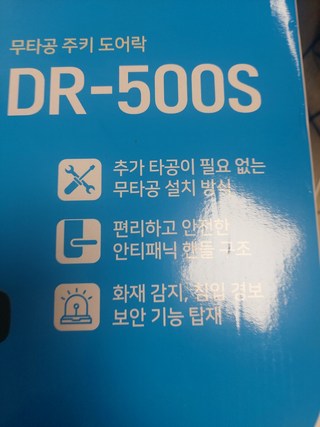 무타공 주키 도어락
DR-500S
추가 타공이 필요 없는
무타공 설치 방식
편리하고 안전한
안티패닉 핸들 구조
화재 감지, 침입 경보
보안 기능 탑재